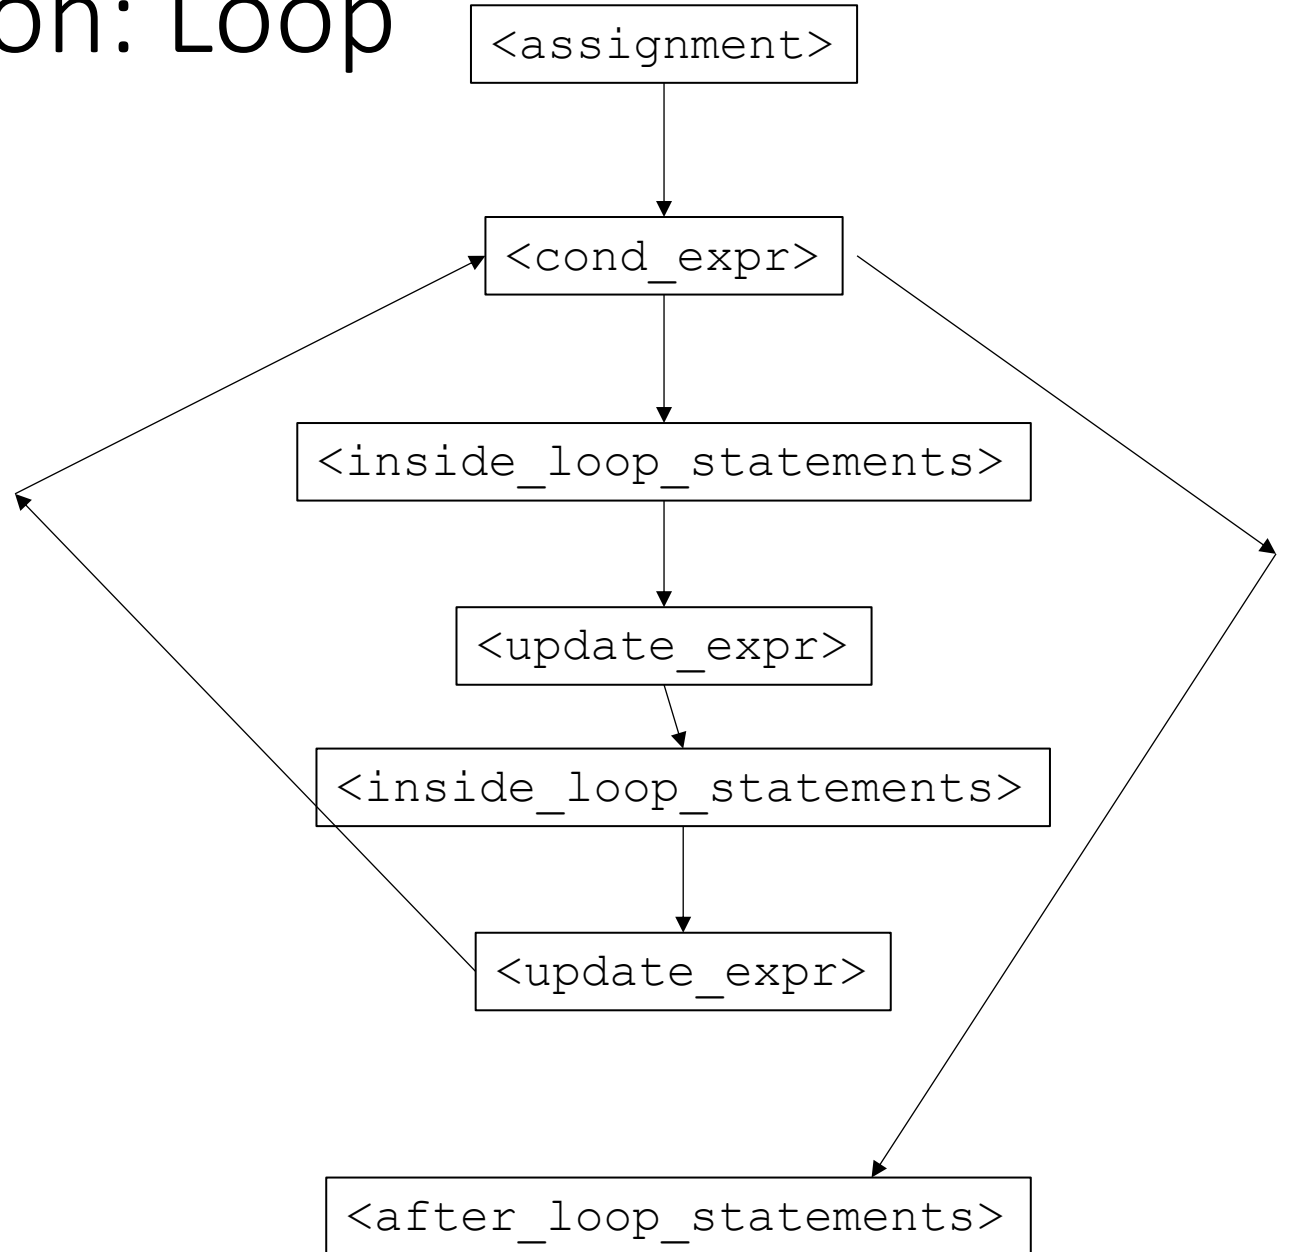 on: Loop
<assignment>
<cond_expr>
<inside_loop_statements>
<update_expr>
<inside_loop_statements>
<update_expr>
<after_loop_statements>